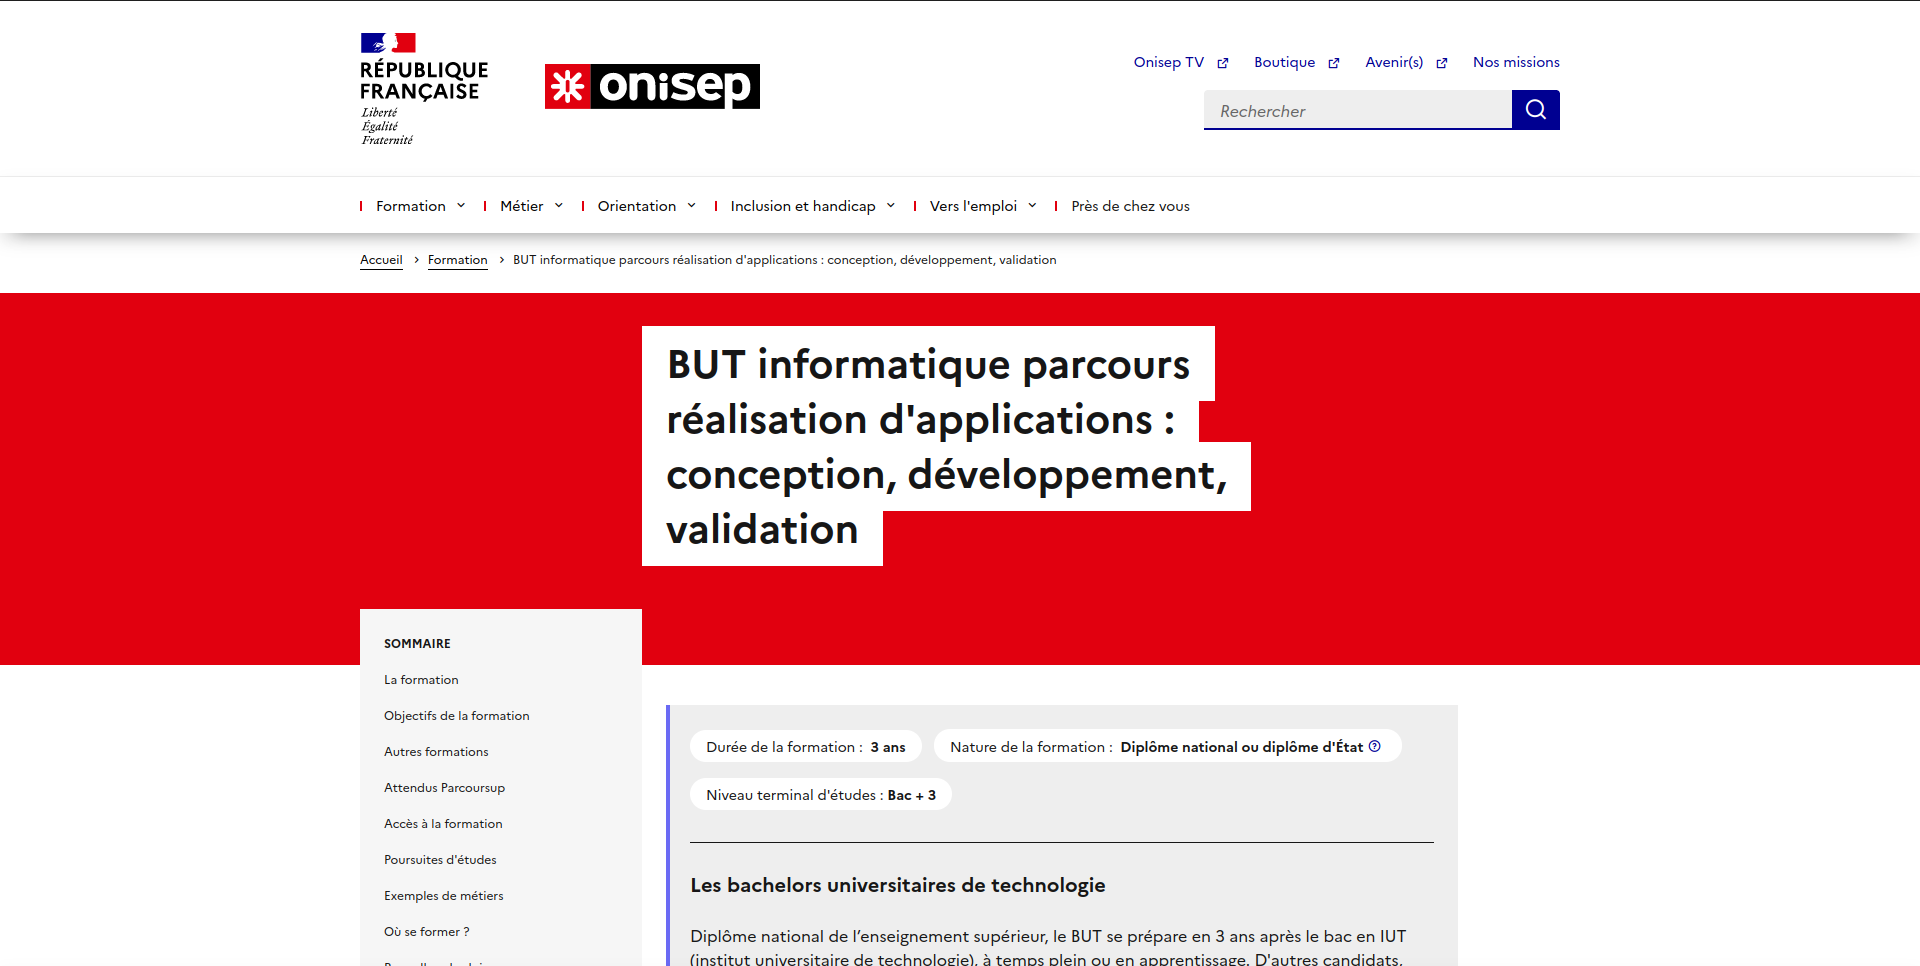 RÉPUBLIQUE
FRANÇAISE
Liberté
Égalité
Fraternité
onisep
Onisep TV
Boutique
Avenir(s)
Nos missions
Rechercher
Formation
Métier
Orientation
Inclusion et handicap
Vers l'emploi
Près de chez vous
Accueil > Formation > BUT informatique parcours réalisation d'applications : conception, développement, validation
BUT informatique parcours
réalisation d'applications :
conception, développement,
validation
SOMMAIRE
La formation
Objectifs de la formation
Autres formations
Attendus Parcoursup
Accès à la formation
Poursuites d'études
Exemples de métiers
Où se former ?
Durée de la formation : 3 ans
Nature de la formation : Diplôme national ou diplôme d'État
Niveau terminal d'études : Bac + 3
Les bachelors universitaires de technologie
Diplôme national de l’enseignement supérieur, le BUT se prépare en 3 ans après le bac en IUT
(institut universitaire de technologie), à temps plein ou en apprentissage. D'autres candidats,